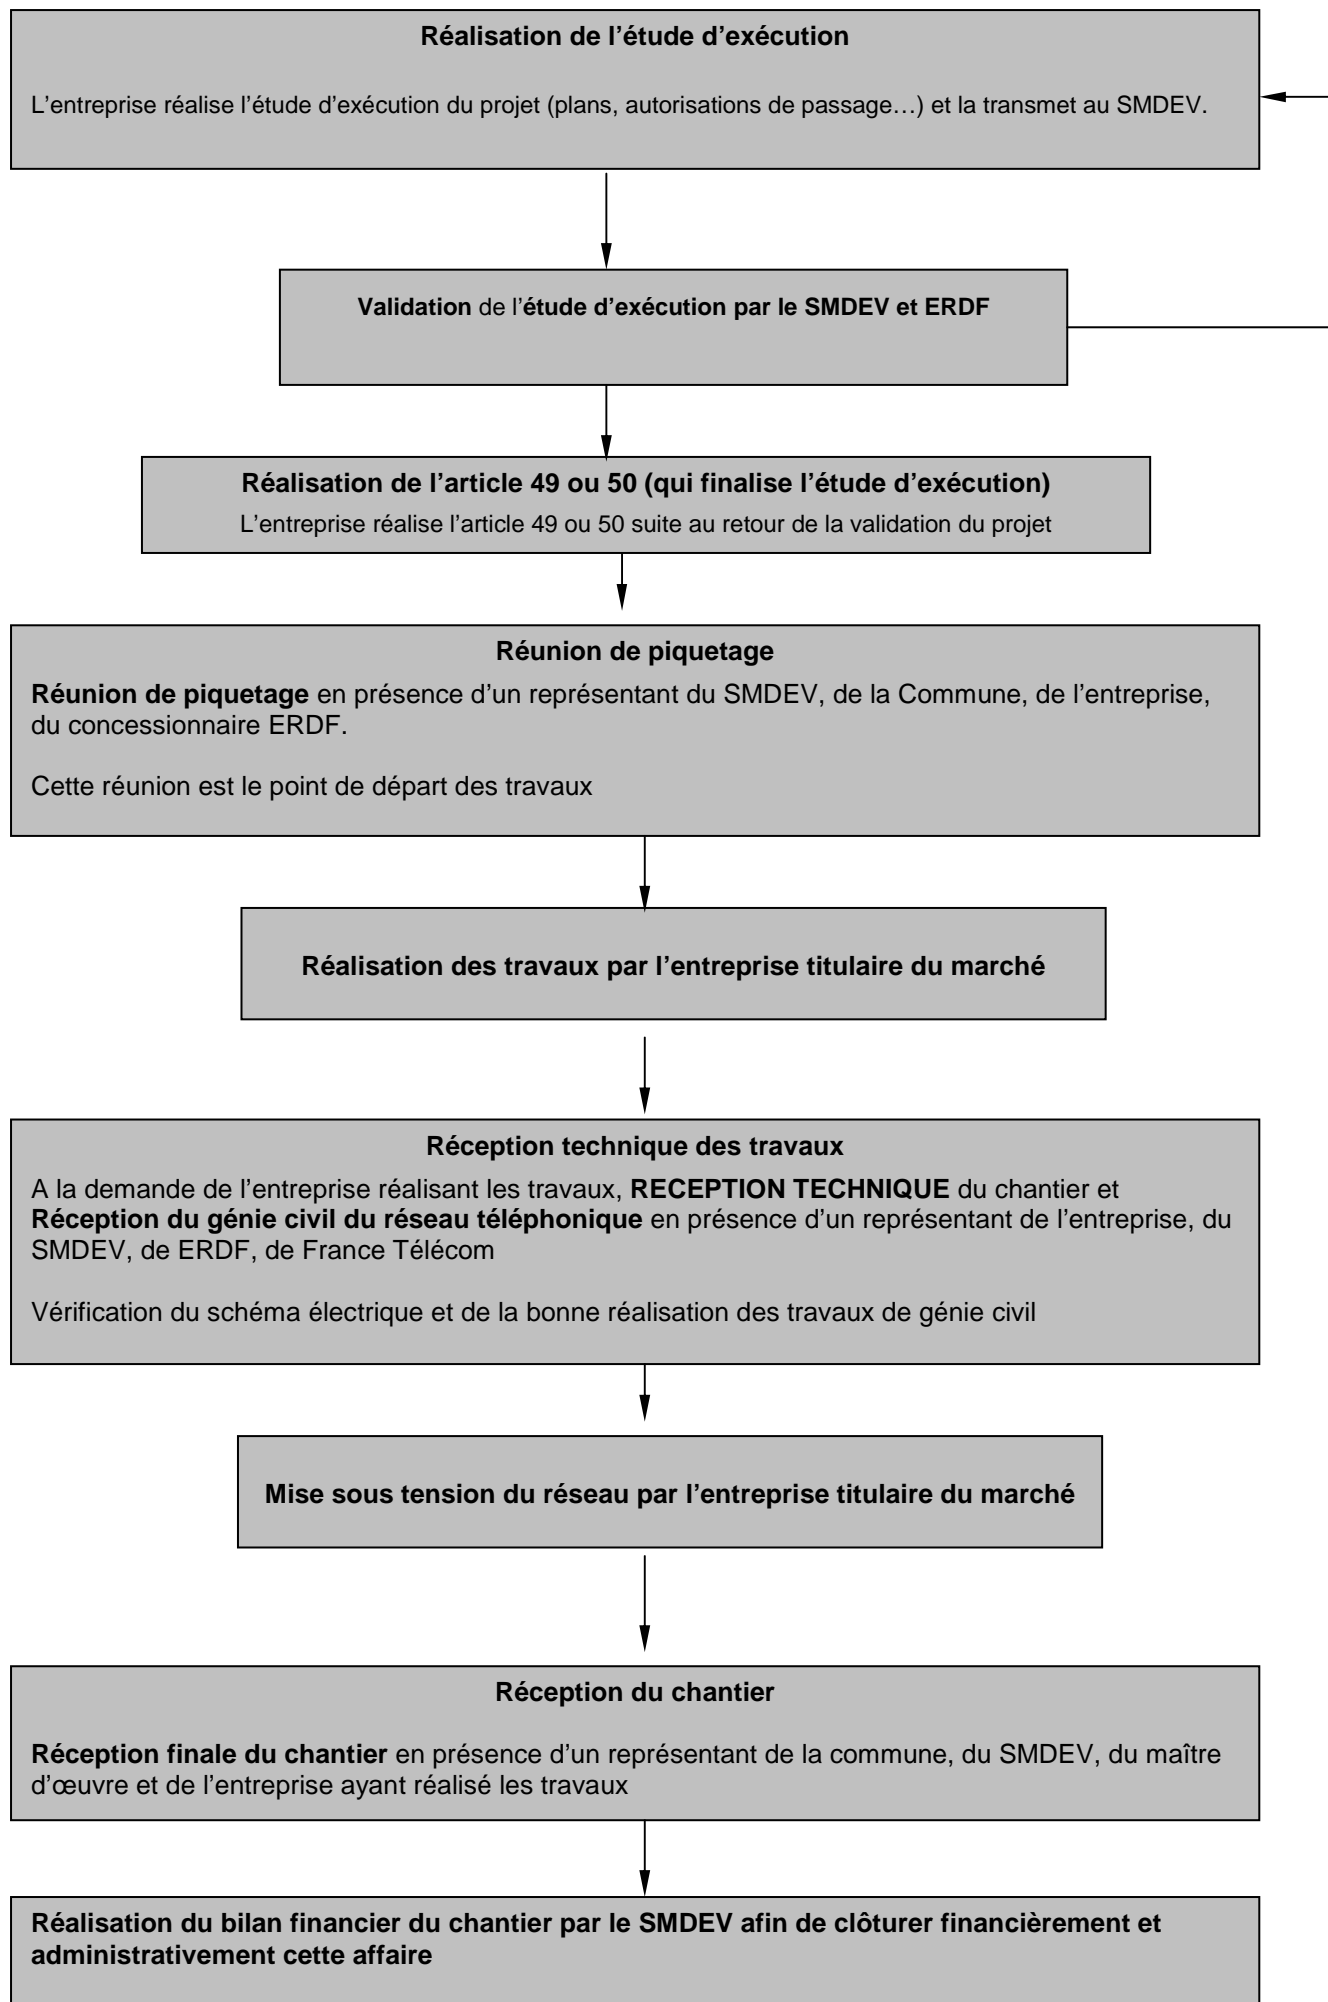 Réalisation de l’étude d’exécution
L’entreprise réalise l’étude d’exécution du projet (plans, autorisations de passage…) et la transmet au SMDEV.
Validation de l’étude d’exécution par le SMDEV et ERDF
Réalisation de l’article 49 ou 50 (qui finalise l’étude d’exécution)
L’entreprise réalise l’article 49 ou 50 suite au retour de la validation du projet
Réunion de piquetage
Réunion de piquetage en présence d’un représentant du SMDEV, de la Commune, de l’entreprise,
du concessionnaire ERDF.
Cette réunion est le point de départ des travaux
Réalisation des travaux par l’entreprise titulaire du marché
Réception technique des travaux
A la demande de l’entreprise réalisant les travaux, RECEPTION TECHNIQUE du chantier et
Réception du génie civil du réseau téléphonique en présence d’un représentant de l’entreprise, du
SMDEV, de ERDF, de France Télécom
Vérification du schéma électrique et de la bonne réalisation des travaux de génie civil
Mise sous tension du réseau par l’entreprise titulaire du marché
Réception du chantier
Réception finale du chantier en présence d’un représentant de la commune, du SMDEV, du maître
d’œuvre et de l’entreprise ayant réalisé les travaux
Réalisation du bilan financier du chantier par le SMDEV afin de clôturer financièrement et
administrativement cette affaire